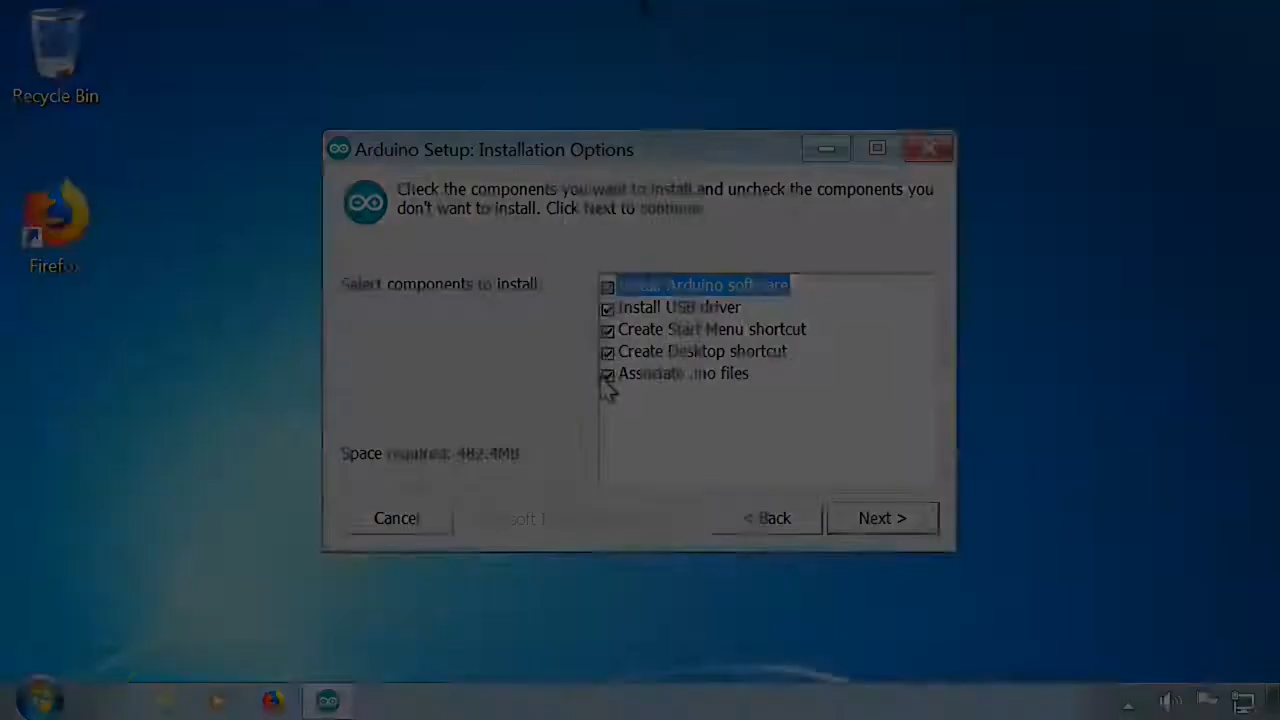 Recycle Bin
Firefox
Arduino Setup: Installation Options
Check the components you want to install and uncheck the components you
don't want to install. Click Next to continue.
Select components to install:
Install Arduino software
Install USB driver
Create Start Menu shortcut
Create Desktop shortcut
Associate .ino files
Space required: 482.4MB
Cancel
< Back
Next >